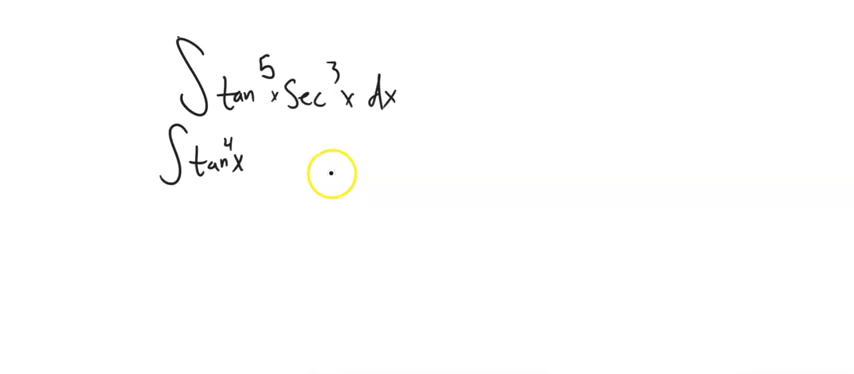 ∫ tan⁵x sec³x dx
∫ tan⁴x